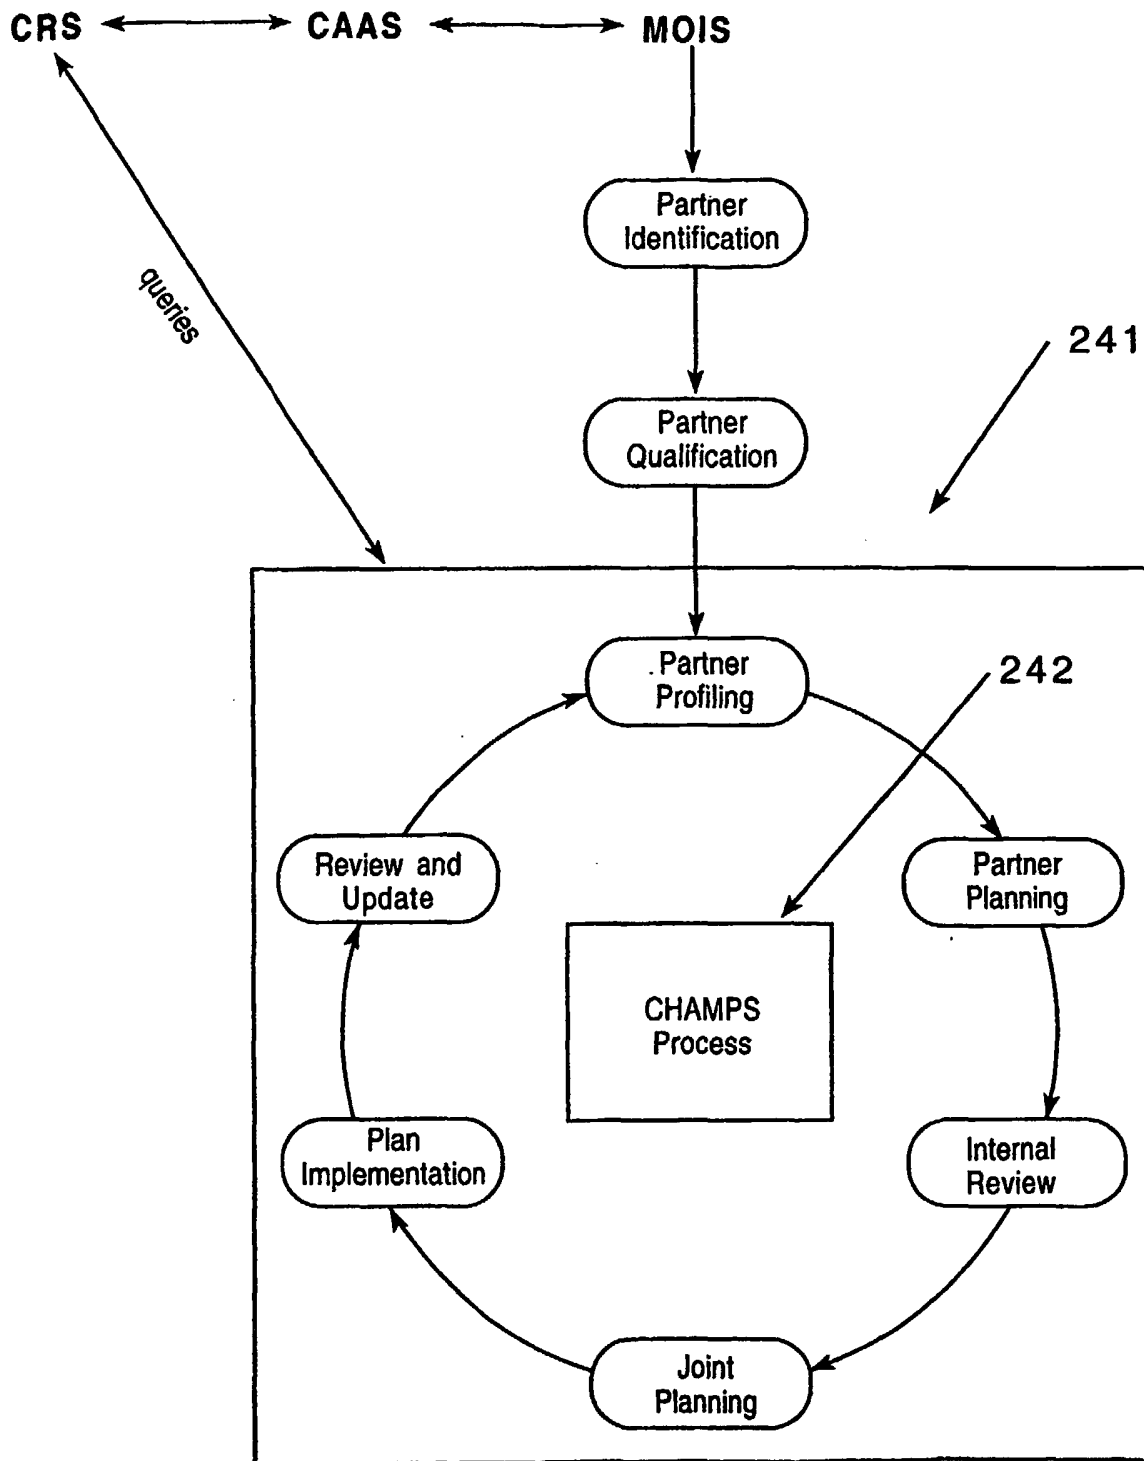 CRS CAAS MOIS
Partner
Identification
queries
241
Partner
Qualification
Partner
Profiling
242
Review and
Update
Partner
Planning
CHAMPS
Process
Plan
Implementation
Internal
Review
Joint
Planning